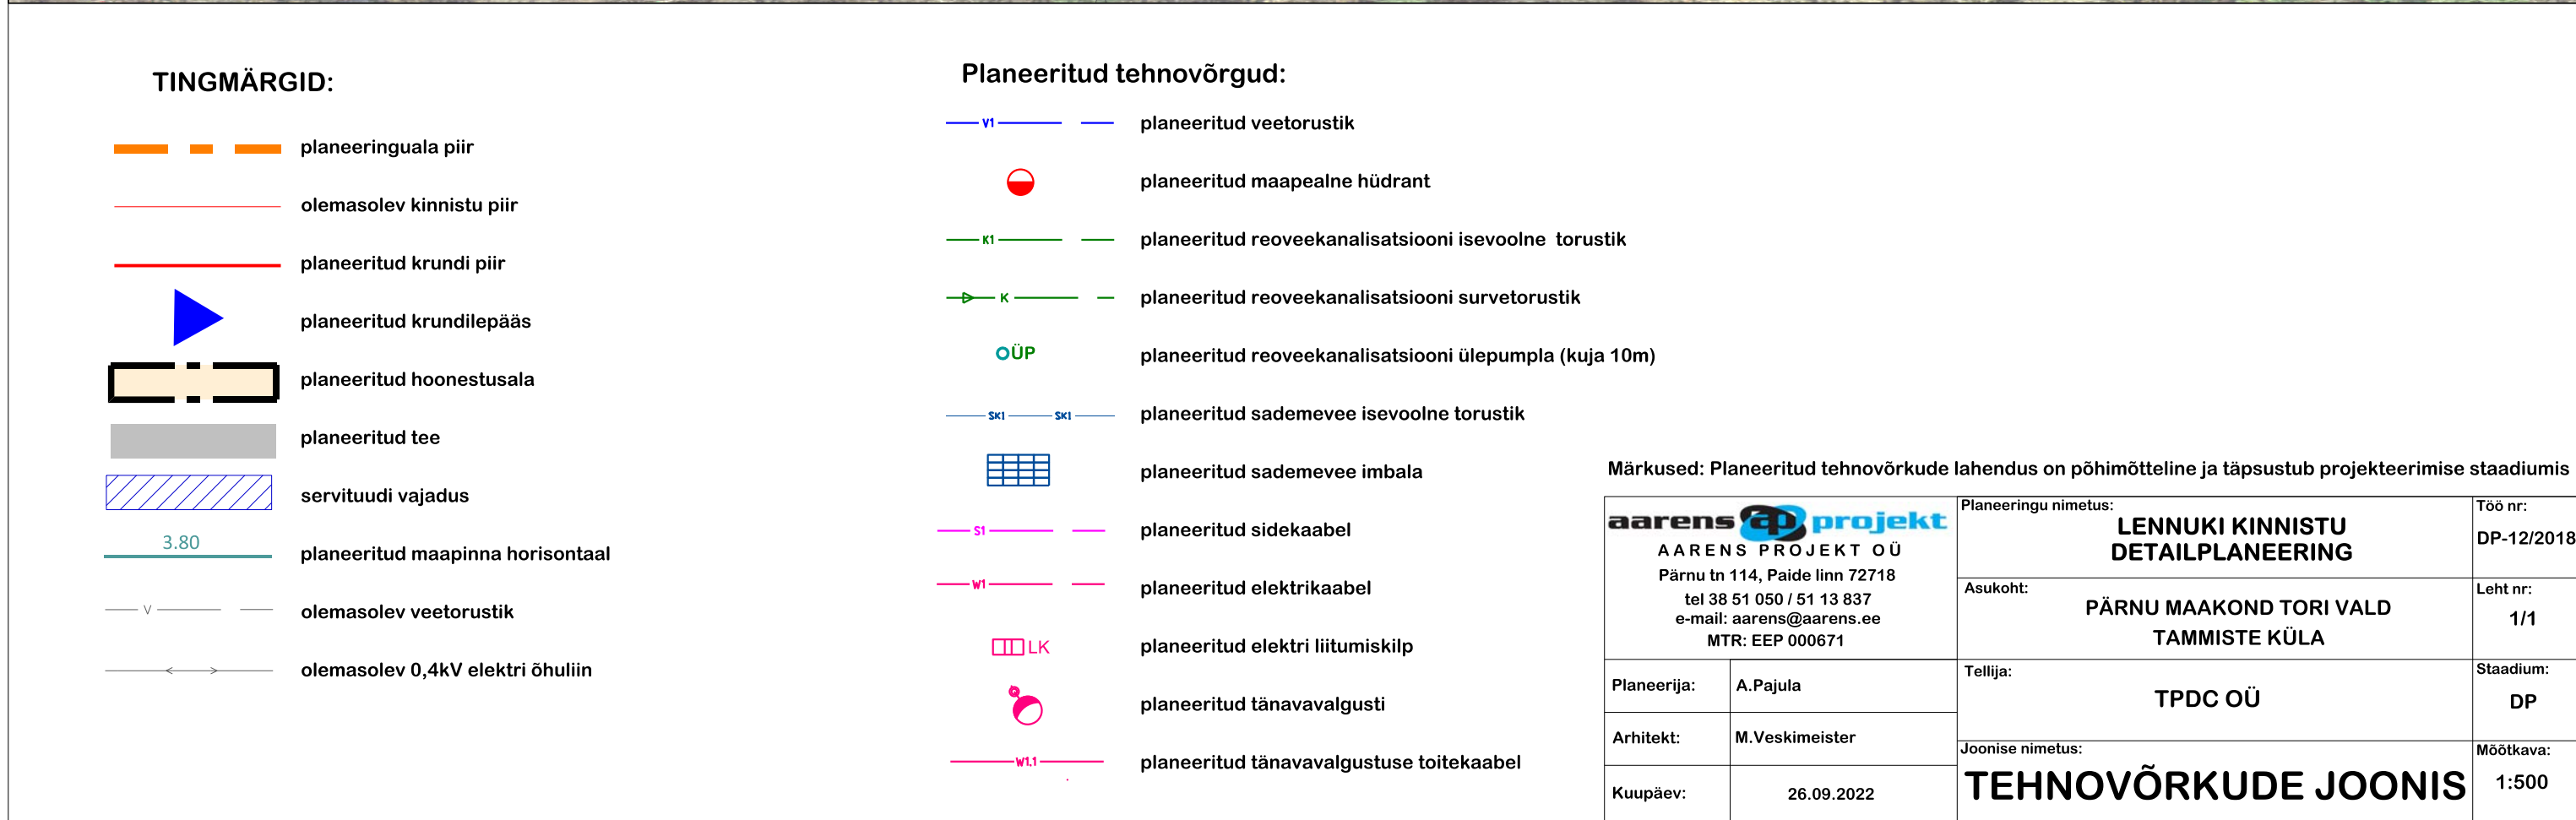 TINGMÄRGID:
planeeringuala piir
olemasolev kinnistu piir
planeeritud krundi piir
planeeritud krundilepääs
planeeritud hoonestusala
planeeritud tee
servituudi vajadus
3.80
planeeritud maapinna horisontaal
V
olemasolev veetorustik
olemasolev 0,4kV elektri õhuliin
Planeeritud tehnovõrgud:
V1
planeeritud veetorustik
planeeritud maapealne hüdrant
K1
planeeritud reoveekanalisatsiooni isevoolne torustik
K
planeeritud reoveekanalisatsiooni survetorustik
ÜP
planeeritud reoveekanalisatsiooni ülepumpla (kuja 10m)
SK1 SK1
planeeritud sademevee isevoolne torustik
planeeritud sademevee imbala
S1
planeeritud sidekaabel
W1
planeeritud elektrikaabel
LK
planeeritud elektri liitumiskilp
planeeritud tänavavalgusti
W1.1
planeeritud tänavavalgustuse toitekaabel
Märkused: Planeeritud tehnovõrkude lahendus on põhimõtteline ja täpsustub projekteerimise staadiumis
aarens ap projekt
AARENS PROJEKT OÜ
Pärnu tn 114, Paide linn 72718
tel 38 51 050 / 51 13 837
e-mail: aarens@aarens.ee
MTR: EEP 000671
Planeerija: A.Pajula
Arhitekt: M.Veskimeister
Kuupäev: 26.09.2022
Planeeringu nimetus:
LENNUKI KINNISTU
DETAILPLANEERING
Töö nr:
DP-12/2018
Asukoht:
PÄRNU MAAKOND TORI VALD
TAMMISTE KÜLA
Leht nr:
1/1
Tellija:
TPDC OÜ
Staadium:
DP
Joonise nimetus:
TEHNOVÕRKUDE JOONIS
Mõõtkava:
1:500